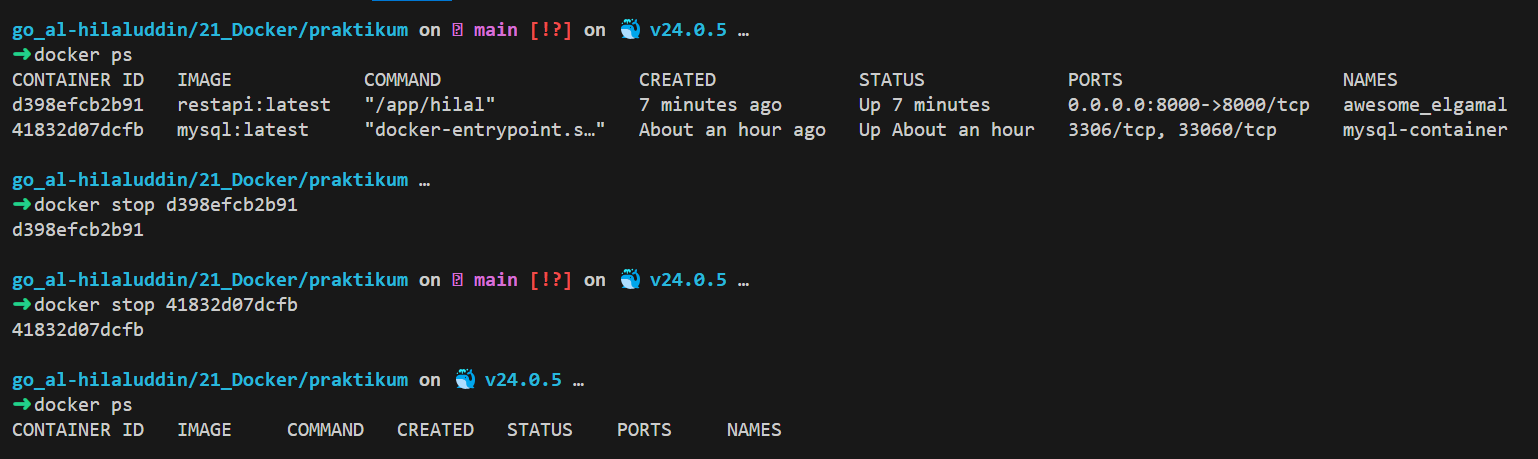 go_al-hilaluddin/21_Docker/praktikum on  main [!?] on 🐳 v24.0.5 …
➜docker ps
CONTAINER ID   IMAGE            COMMAND                  CREATED             STATUS             PORTS                    NAMES
d398efcb2b91   restapi:latest   "/app/hilal"             7 minutes ago       Up 7 minutes       0.0.0.0:8000->8000/tcp   awesome_elgamal
41832d07dcfb   mysql:latest     "docker-entrypoint.s…"   About an hour ago   Up About an hour   3306/tcp, 33060/tcp      mysql-container
go_al-hilaluddin/21_Docker/praktikum …
➜docker stop d398efcb2b91
d398efcb2b91
go_al-hilaluddin/21_Docker/praktikum on  main [!?] on 🐳 v24.0.5 …
➜docker stop 41832d07dcfb
41832d07dcfb
go_al-hilaluddin/21_Docker/praktikum on 🐳 v24.0.5 …
➜docker ps
CONTAINER ID   IMAGE     COMMAND   CREATED   STATUS    PORTS     NAMES